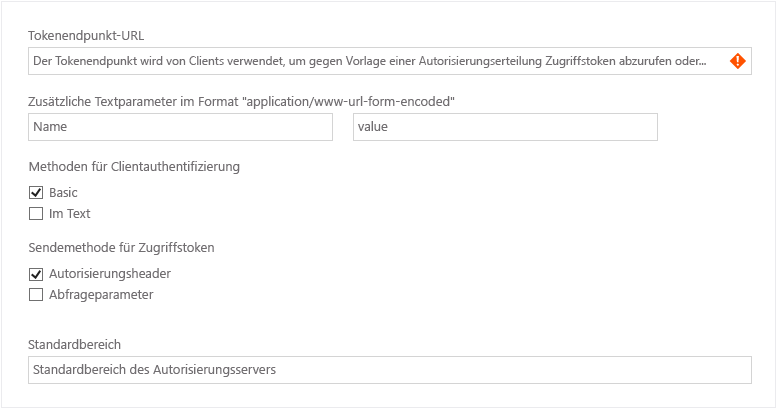 Tokenendpunkt-URL
Der Tokenendpunkt wird von Clients verwendet, um gegen Vorlage einer Autorisierungserteilung Zugriffstoken abzurufen oder...
Zusätzliche Textparameter im Format "application/www-url-form-encoded"
Name value
Methoden für Clientauthentifizierung
Basic
Im Text
Sendemethode für Zugriffstoken
Autorisierungsheader
Abfrageparameter
Standardbereich
Standardbereich des Autorisierungsservers